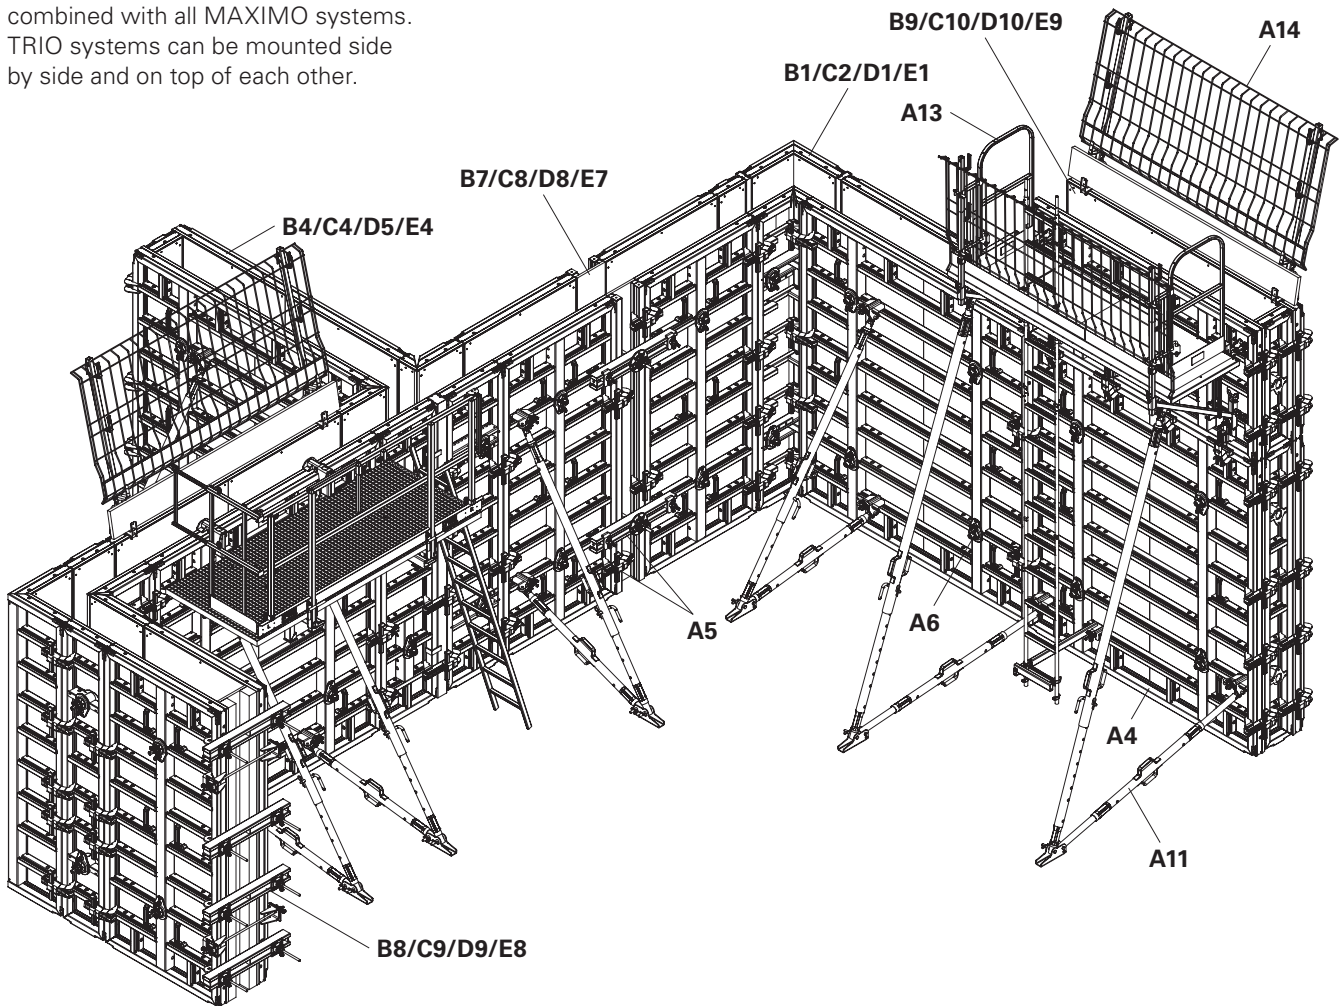 combined with all MAXIMO systems.
TRIO systems can be mounted side
by side and on top of each other.
B9/C10/D10/E9
A14
B1/C2/D1/E1
A13
B7/C8/D8/E7
B4/C4/D5/E4
A5
A6
A4
A11
B8/C9/D9/E8